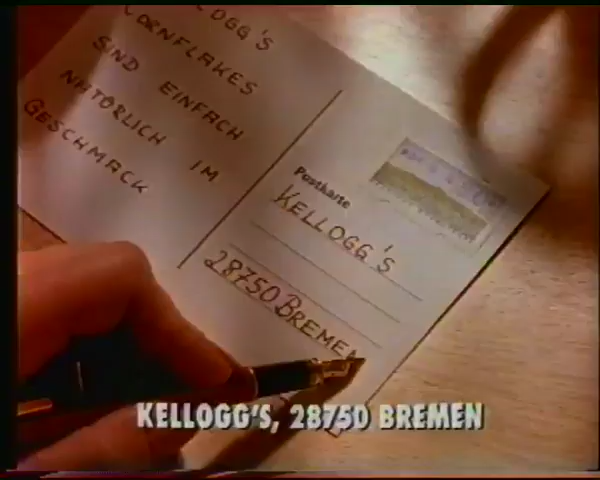 KELLOGG'S
CORNFLAKES
SIND EINFACH
NATÜRLICH IM
GESCHMACK
Postkarte
KELLOGG'S
28750 BREMEN
KELLOGG'S, 28750 BREMEN